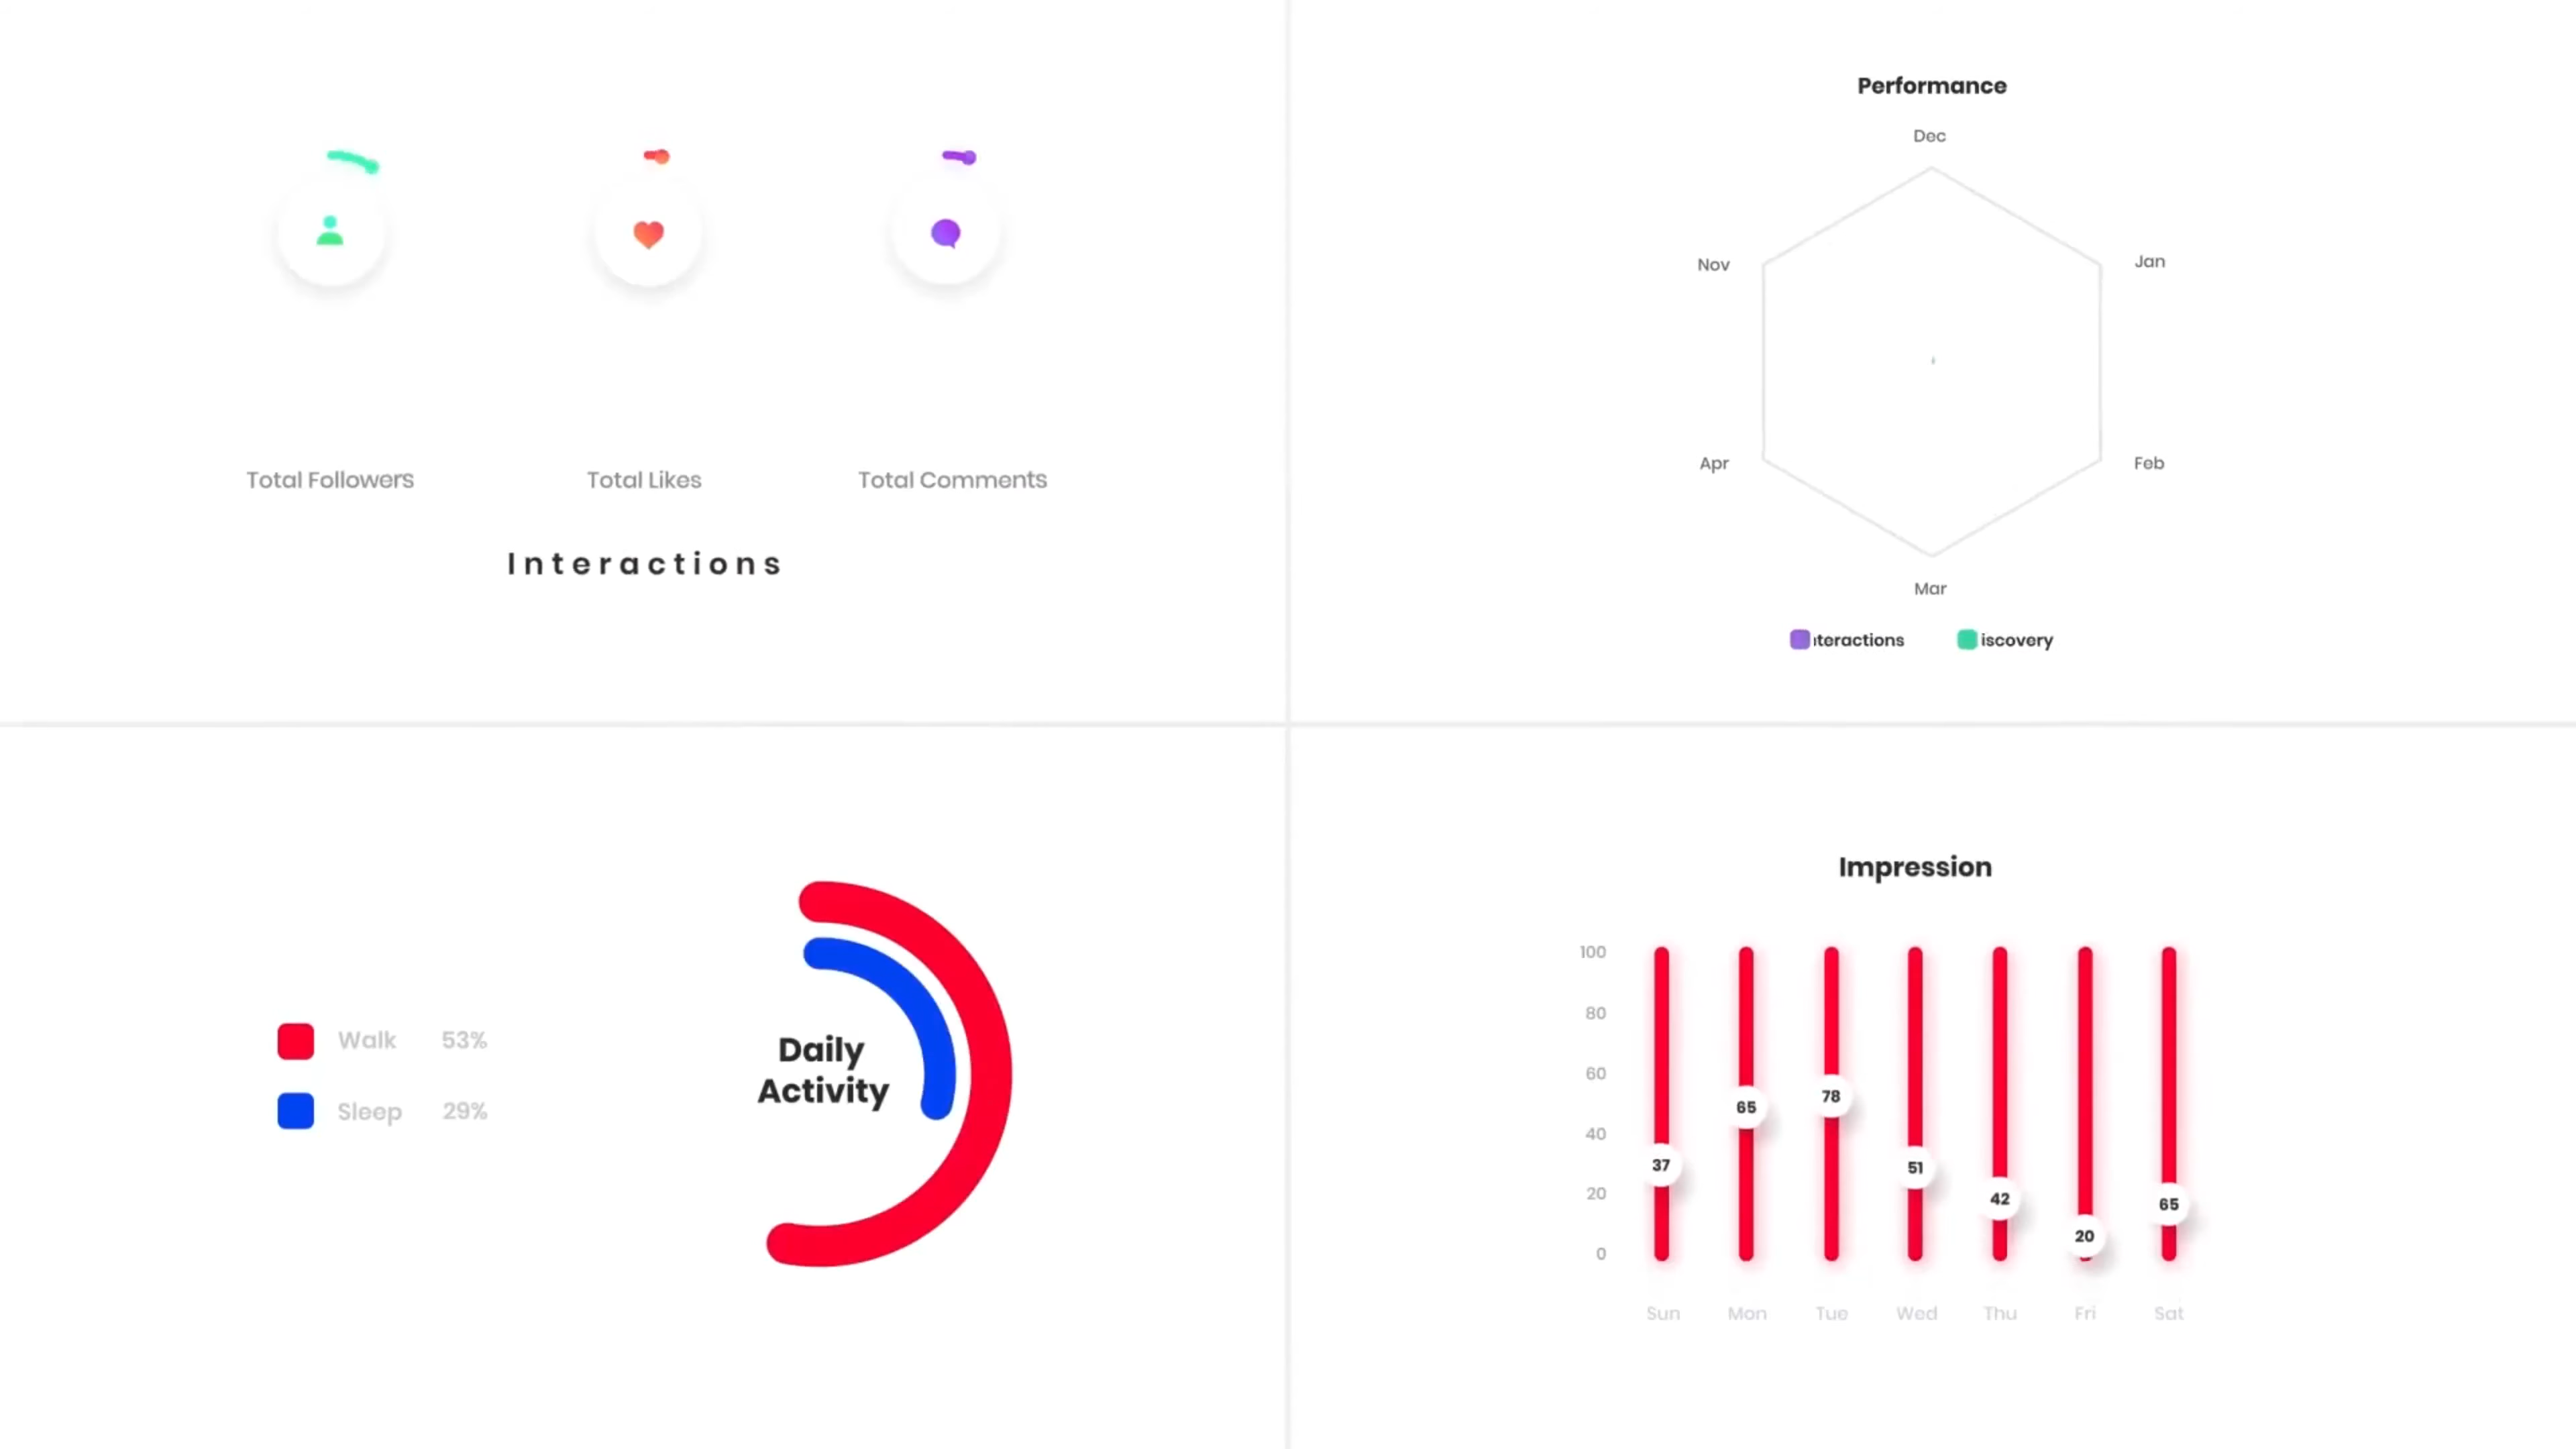 Total Followers
Total Likes
Total Comments
Interactions
Performance
Dec
Nov
Jan
Apr
Feb
Mar
nteractions
iscovery
Walk 53%
Sleep 29%
Daily
Activity
Impression
100
80
60
40
20
0
37
65
78
51
42
20
65
Sun
Mon
Tue
Wed
Thu
Fri
Sat